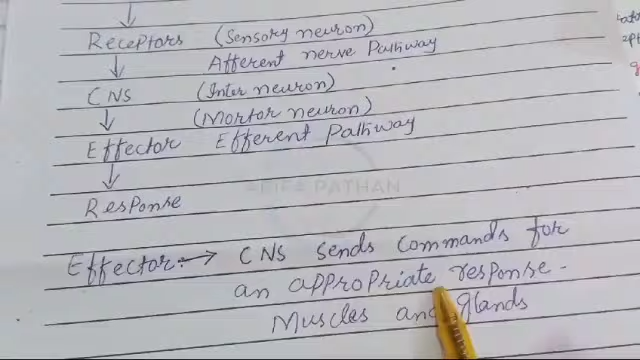 Receptors (Sensory neuron)
Afferent nerve Pathway
CNS (Inter neuron)
(Mortor neuron)
Effector Efferent Pathway
Response
Effector:→ CNS sends commands for
an appropriate response -
Muscles and glands